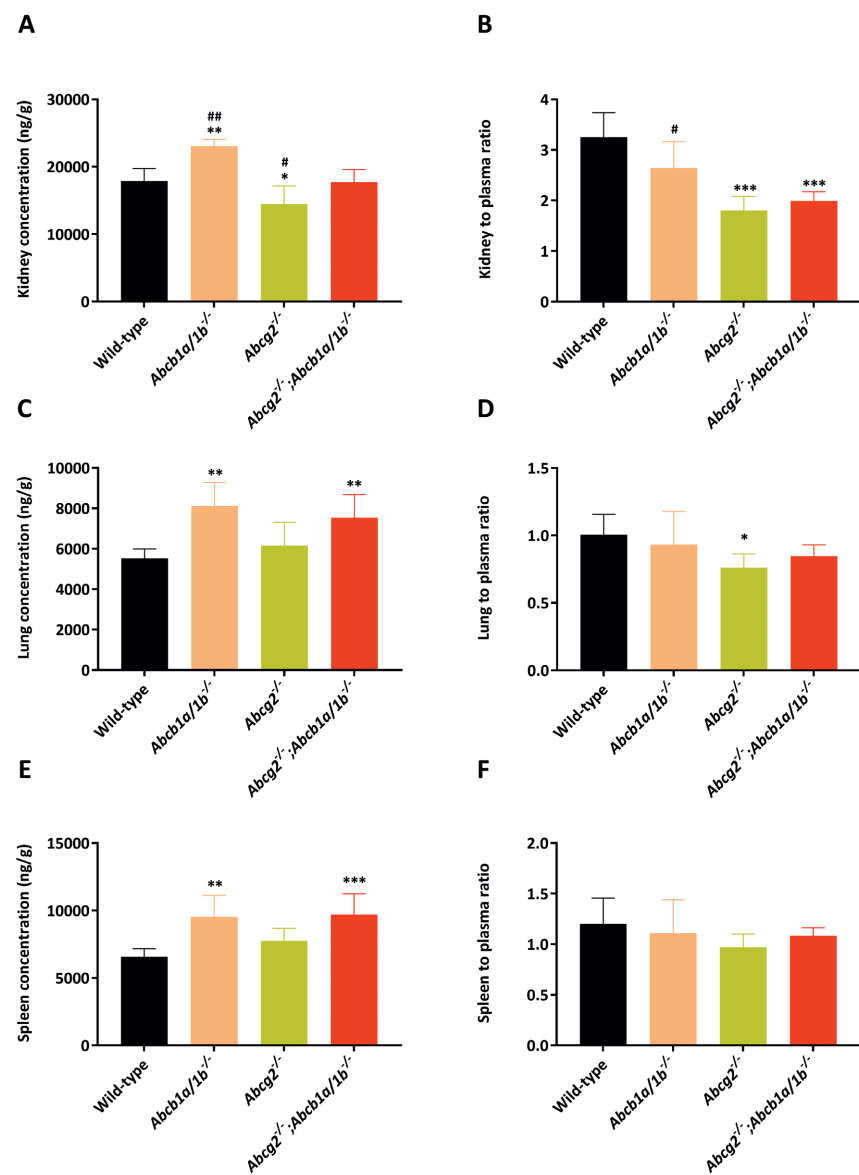 A
Kidney concentration (ng/g)
30000
20000
10000
0
##
**
#
*
Wild-type
Abcb1a/1b-/-
Abcg2-/-
Abcg2-/-;Abcb1a/1b-/-
B
Kidney to plasma ratio
4
3
2
1
0
#
***
***
Wild-type
Abcb1a/1b-/-
Abcg2-/-
Abcg2-/-;Abcb1a/1b-/-
C
Lung concentration (ng/g)
10000
8000
6000
4000
2000
0
**
**
Wild-type
Abcb1a/1b-/-
Abcg2-/-
Abcg2-/-;Abcb1a/1b-/-
D
Lung to plasma ratio
1.5
1.0
0.5
0.0
*
Wild-type
Abcb1a/1b-/-
Abcg2-/-
Abcg2-/-;Abcb1a/1b-/-
E
Spleen concentration (ng/g)
15000
10000
5000
0
**
***
Wild-type
Abcb1a/1b-/-
Abcg2-/-
Abcg2-/-;Abcb1a/1b-/-
F
Spleen to plasma ratio
2.0
1.5
1.0
0.5
0.0
Wild-type
Abcb1a/1b-/-
Abcg2-/-
Abcg2-/-;Abcb1a/1b-/-